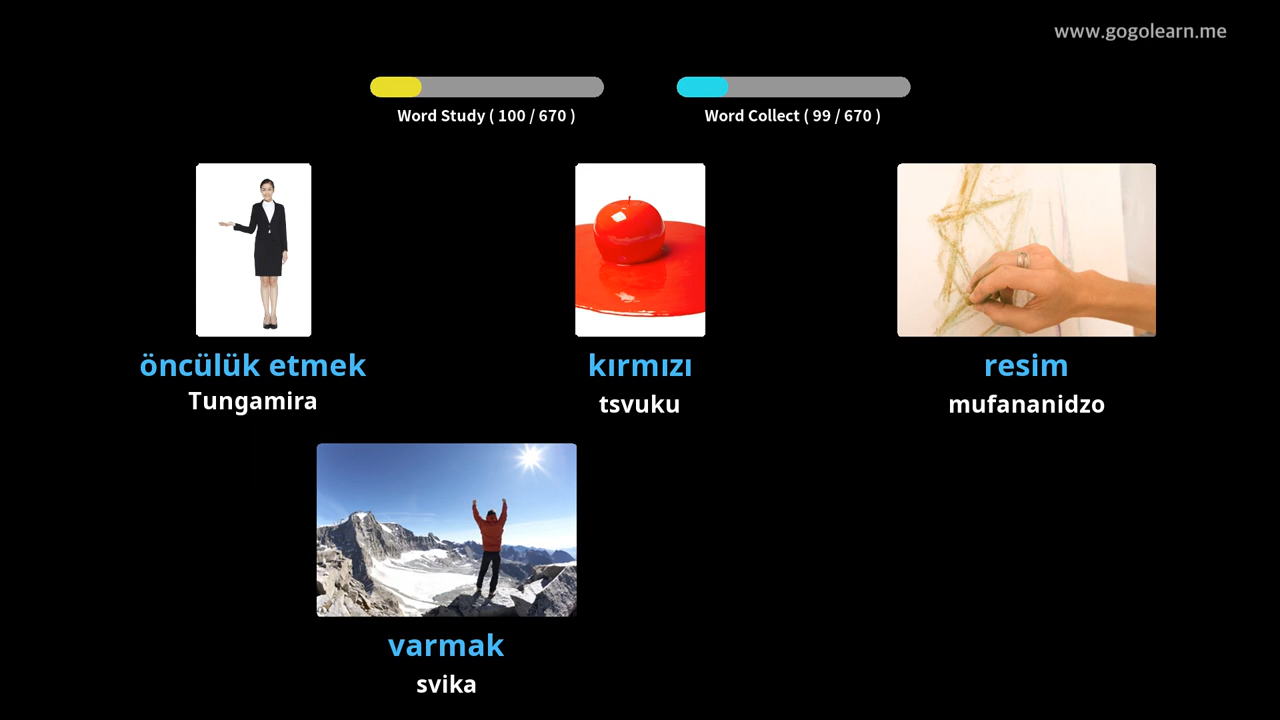 www.gogolearn.me
Word Study ( 100 / 670 )
Word Collect ( 99 / 670 )
öncülük etmek
Tungamira
kırmızı
tsvuku
resim
mufananidzo
varmak
svika